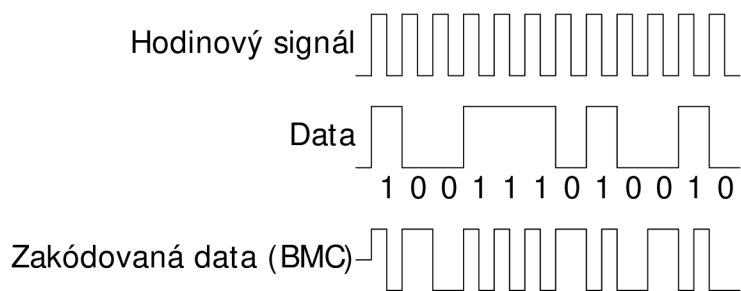 Hodinový signál
Data
1 0 0 1 1 1 0 1 0 0 1 0
Zakódovaná data (BMC)